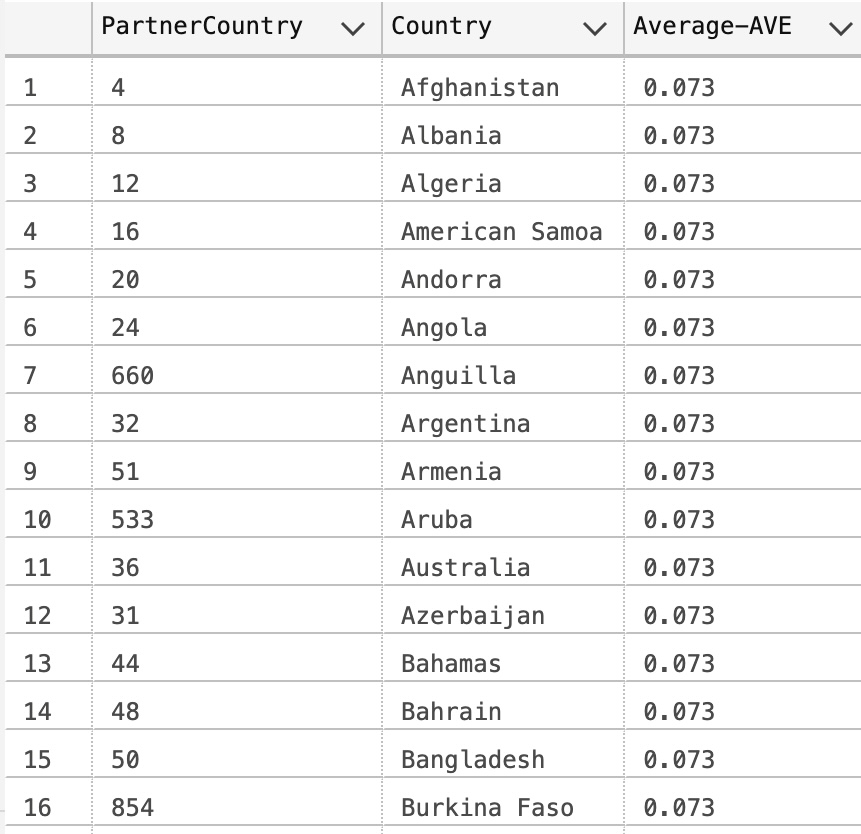 PartnerCountry Country Average-AVE
1 4 Afghanistan 0.073
2 8 Albania 0.073
3 12 Algeria 0.073
4 16 American Samoa 0.073
5 20 Andorra 0.073
6 24 Angola 0.073
7 660 Anguilla 0.073
8 32 Argentina 0.073
9 51 Armenia 0.073
10 533 Aruba 0.073
11 36 Australia 0.073
12 31 Azerbaijan 0.073
13 44 Bahamas 0.073
14 48 Bahrain 0.073
15 50 Bangladesh 0.073
16 854 Burkina Faso 0.073